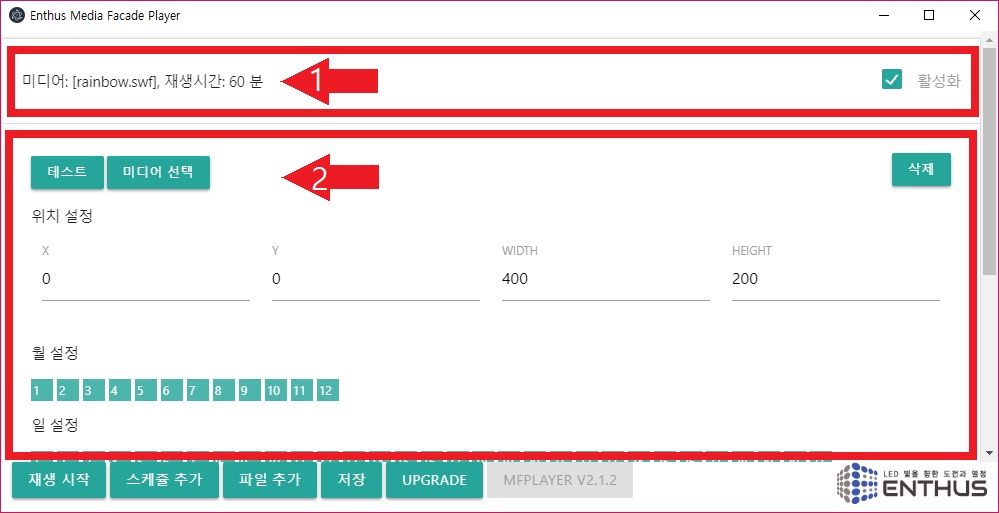 Enthus Media Facade Player
미디어: [rainbow.swf], 재생시간: 60 분
1
활성화
테스트
미디어 선택
2
삭제
위치 설정
X
Y
WIDTH
HEIGHT
0
0
400
200
월 설정
1 2 3 4 5 6 7 8 9 10 11 12
일 설정
재생 시작
스케쥴 추가
파일 추가
저장
UPGRADE
MFPLAYER V2.1.2
LED 빛을 향한 도전과 열정
ENTHUS